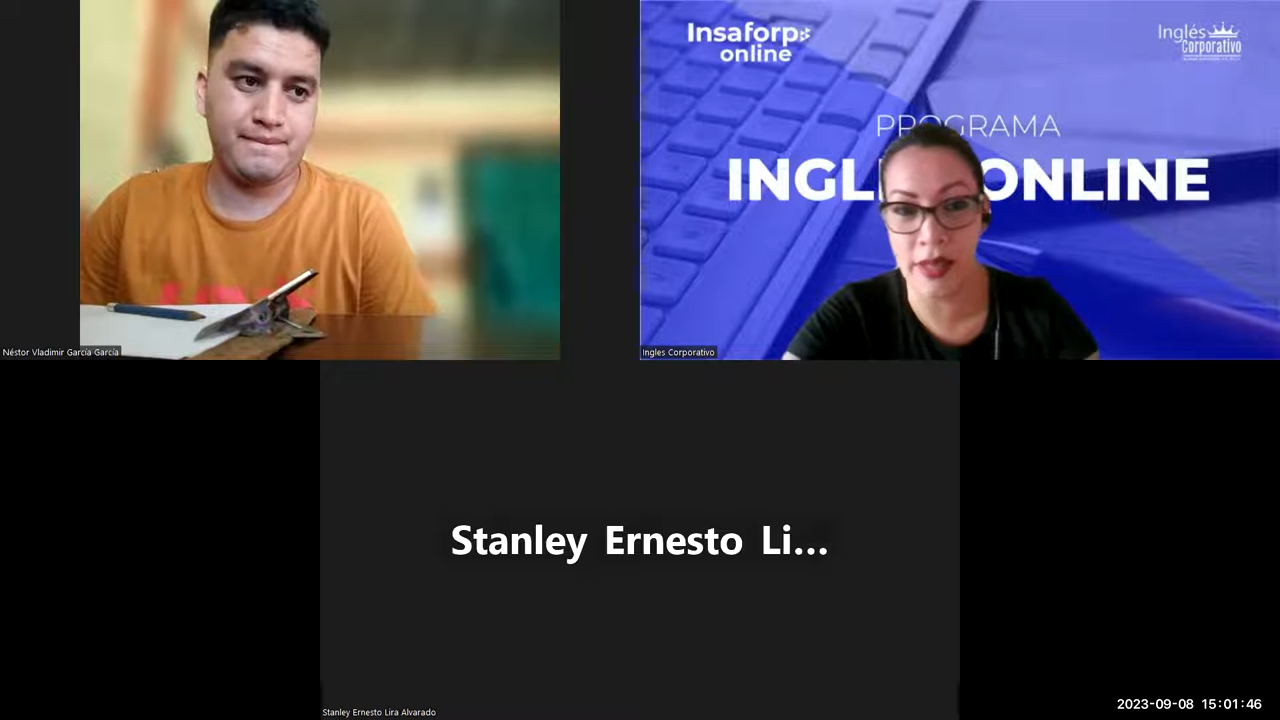 Insaforp
online
Inglés
Corporativo
PROGRAMA
INGL ONLINE
Néstor Vladimir García García
Ingles Corporativo
Stanley Ernesto Li...
Stanley Ernesto Lira Alvarado
2023-09-08 15:01:46